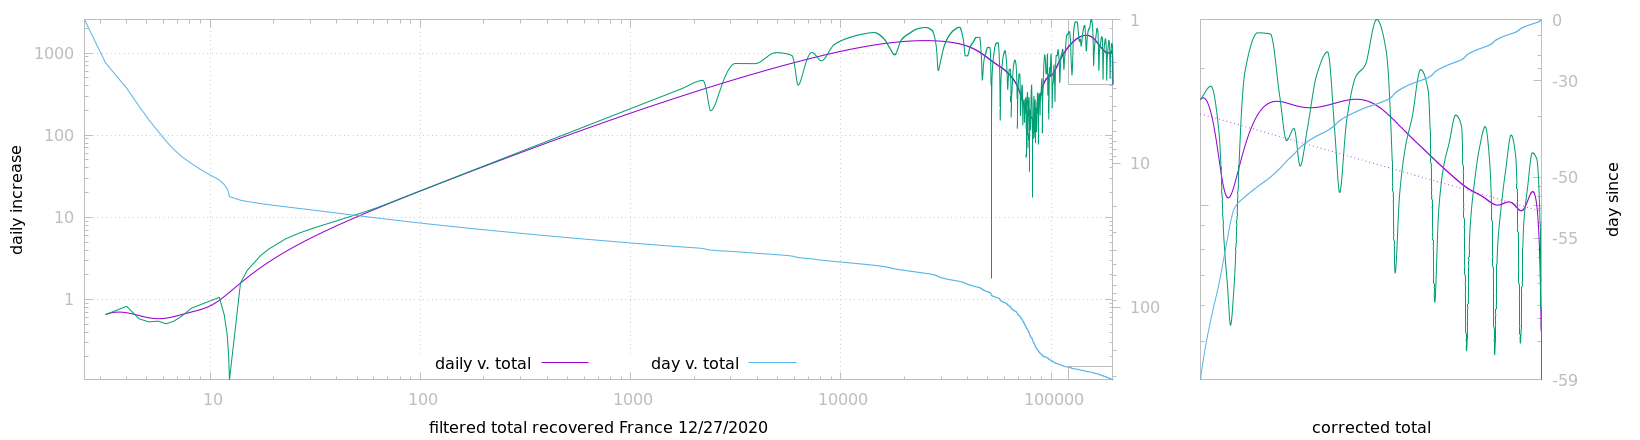 1000
100
10
1
daily increase
10
100
1000
10000
100000
1
10
100
daily v. total
day v. total
filtered total recovered France 12/27/2020
0
-30
-50
-55
-59
day since
corrected total